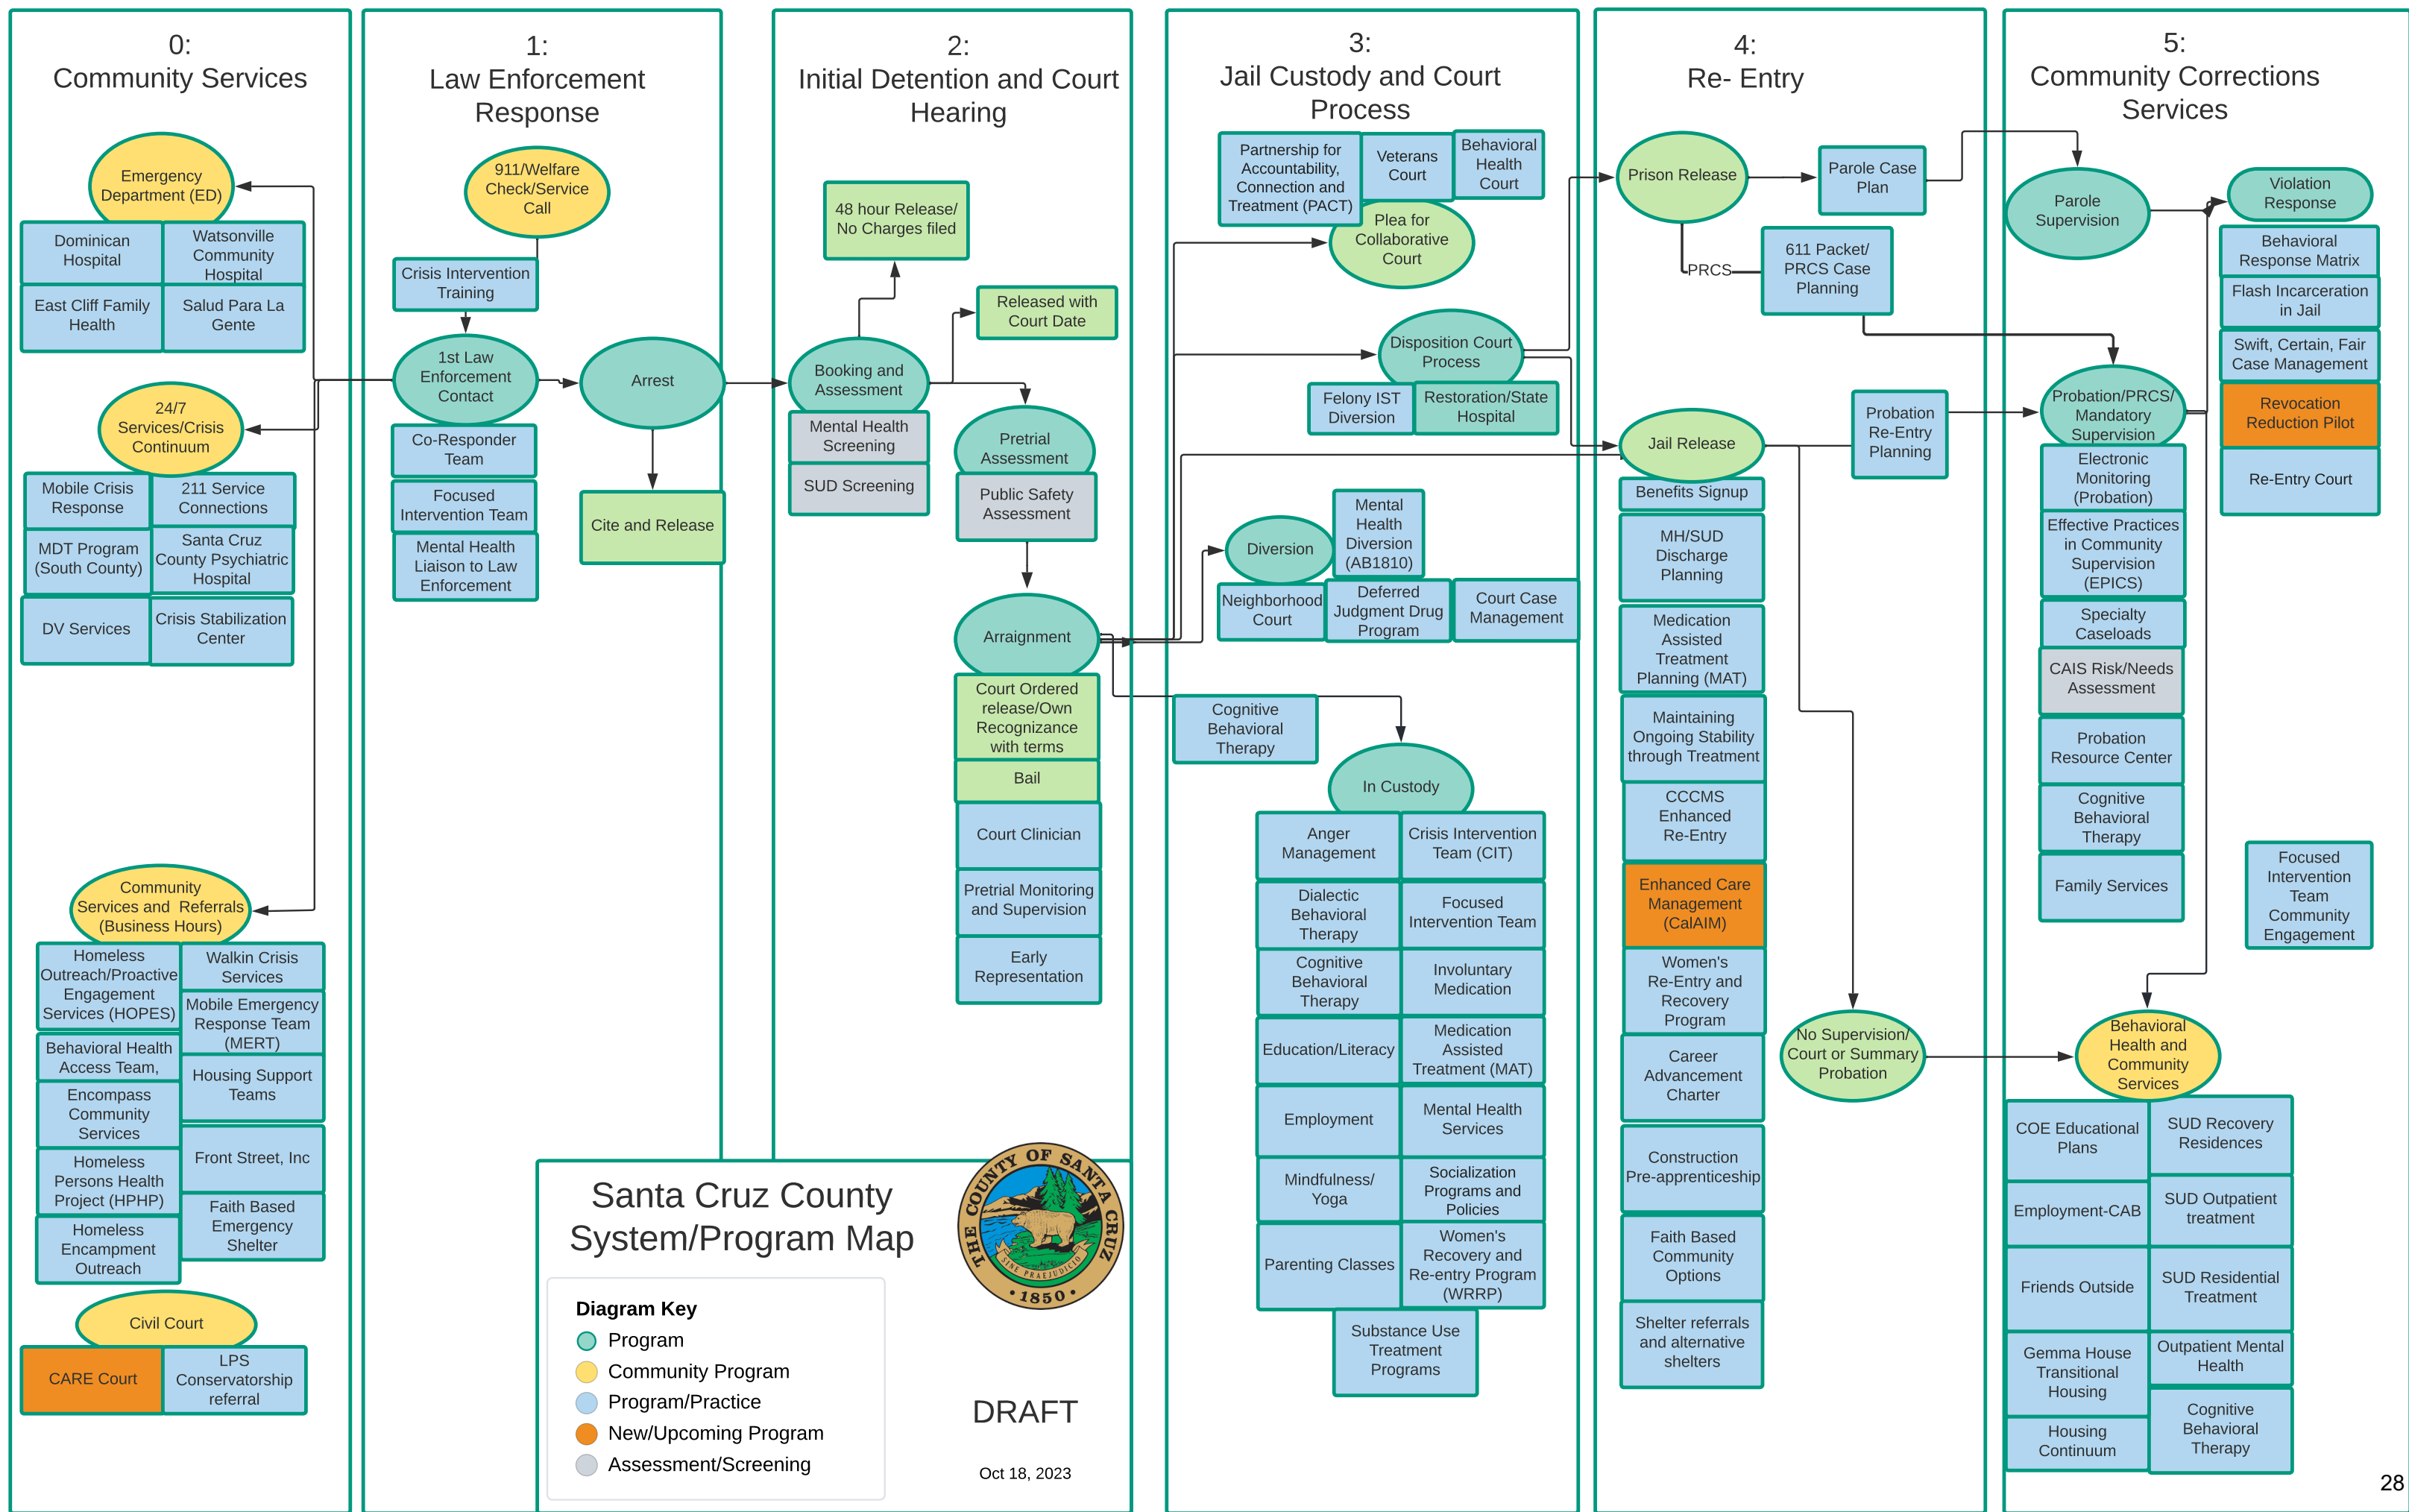 0:
Community Services
Emergency
Department (ED)
Dominican
Hospital
Watsonville
Community
Hospital
East Cliff Family
Health
Salud Para La
Gente
24/7
Services/Crisis
Continuum
Mobile Crisis
Response
211 Service
Connections
MDT Program
(South County)
Santa Cruz
County Psychiatric
Hospital
DV Services
Crisis Stabilization
Center
Community
Services and Referrals
(Business Hours)
Homeless
Outreach/Proactive
Engagement
Services (HOPES)
Walkin Crisis
Services
Mobile Emergency
Response Team
(MERT)
Behavioral Health
Access Team,
Housing Support
Teams
Encompass
Community
Services
Front Street, Inc
Homeless
Persons Health
Project (HPHP)
Faith Based
Emergency
Shelter
Homeless
Encampment
Outreach
Civil Court
CARE Court
LPS
Conservatorship
referral
1:
Law Enforcement
Response
911/Welfare
Check/Service
Call
Crisis Intervention
Training
1st Law
Enforcement
Contact
Arrest
Co-Responder
Team
Focused
Intervention Team
Mental Health
Liaison to Law
Enforcement
Cite and Release
2:
Initial Detention and Court
Hearing
48 hour Release/
No Charges filed
Released with
Court Date
Booking and
Assessment
Mental Health
Screening
SUD Screening
Pretrial
Assessment
Public Safety
Assessment
Arraignment
Court Ordered
release/Own
Recognizance
with terms
Bail
Court Clinician
Pretrial Monitoring
and Supervision
Early
Representation
3:
Jail Custody and Court
Process
Partnership for
Accountability,
Connection and
Treatment (PACT)
Veterans
Court
Behavioral
Health
Court
Plea for
Collaborative
Court
Disposition Court
Process
Felony IST
Diversion
Restoration/State
Hospital
Diversion
Mental
Health
Diversion
(AB1810)
Neighborhood
Court
Deferred
Judgment Drug
Program
Court Case
Management
Cognitive
Behavioral
Therapy
In Custody
Anger
Management
Crisis Intervention
Team (CIT)
Dialectic
Behavioral
Therapy
Focused
Intervention Team
Cognitive
Behavioral
Therapy
Involuntary
Medication
Education/Literacy
Medication
Assisted
Treatment (MAT)
Employment
Mental Health
Services
Mindfulness/
Yoga
Socialization
Programs and
Policies
Parenting Classes
Women's
Recovery and
Re-entry Program
(WRRP)
Substance Use
Treatment
Programs
4:
Re- Entry
Prison Release
Parole Case
Plan
PRCS
611 Packet/
PRCS Case
Planning
Jail Release
Probation
Re-Entry
Planning
Benefits Signup
MH/SUD
Discharge
Planning
Medication
Assisted
Treatment
Planning (MAT)
Maintaining
Ongoing Stability
through Treatment
CCCMS
Enhanced
Re-Entry
Enhanced Care
Management
(CalAIM)
Women's
Re-Entry and
Recovery
Program
Career
Advancement
Charter
Construction
Pre-apprenticeship
Faith Based
Community
Options
Shelter referrals
and alternative
shelters
No Supervision/
Court or Summary
Probation
5:
Community Corrections
Services
Parole
Supervision
Violation
Response
Behavioral
Response Matrix
Flash Incarceration
in Jail
Swift, Certain, Fair
Case Management
Revocation
Reduction Pilot
Re-Entry Court
Probation/PRCS/
Mandatory
Supervision
Electronic
Monitoring
(Probation)
Effective Practices
in Community
Supervision
(EPICS)
Specialty
Caseloads
CAIS Risk/Needs
Assessment
Probation
Resource Center
Cognitive
Behavioral
Therapy
Family Services
Focused
Intervention
Team
Community
Engagement
Behavioral
Health and
Community
Services
COE Educational
Plans
SUD Recovery
Residences
Employment-CAB
SUD Outpatient
treatment
Friends Outside
SUD Residential
Treatment
Gemma House
Transitional
Housing
Outpatient Mental
Health
Housing
Continuum
Cognitive
Behavioral
Therapy
Santa Cruz County
System/Program Map
THE COUNTY OF SANTA CRUZ
SINE PRAEJUDICIO
• 1850 •
Diagram Key
Program
Community Program
Program/Practice
New/Upcoming Program
Assessment/Screening
DRAFT
Oct 18, 2023
28